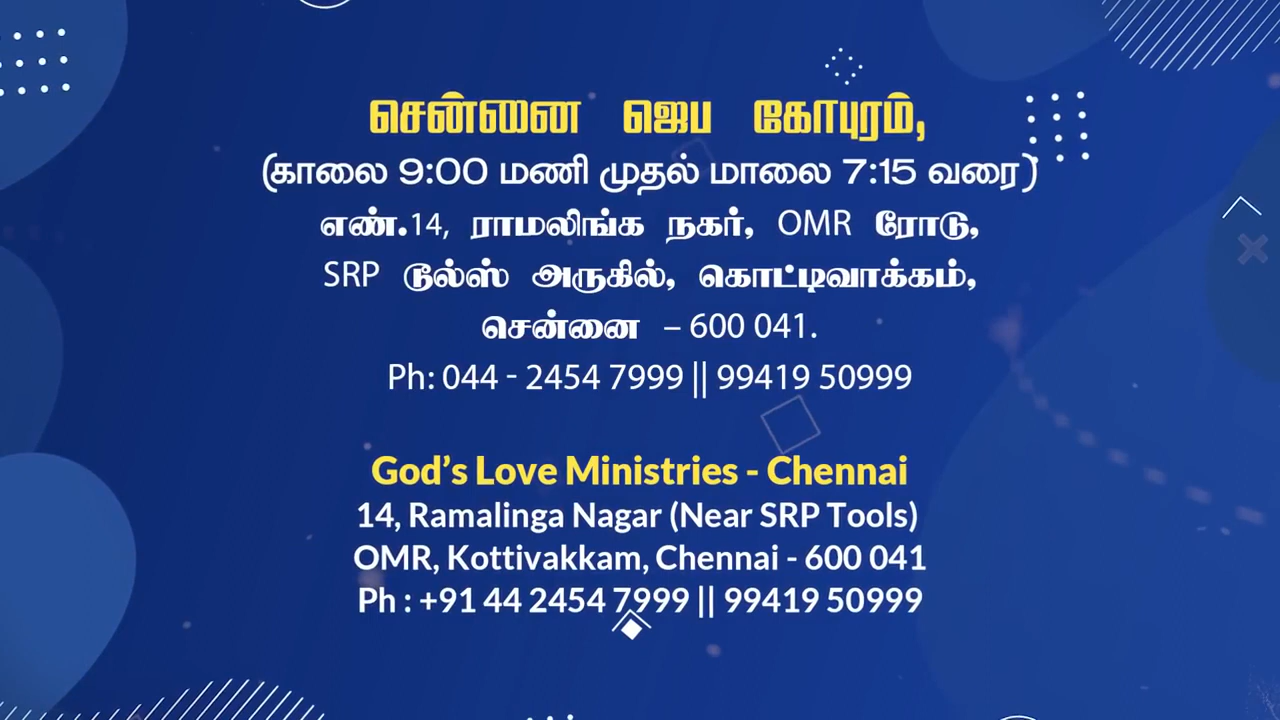 சென்னை ஜெப கோபுரம்,
(காலை 9:00 மணி முதல் மாலை 7:15 வரை)
எண்.14, ராமலிங்க நகர், OMR ரோடு,
SRP டூல்ஸ் அருகில், கொட்டிவாக்கம்,
சென்னை – 600 041.
Ph: 044 - 2454 7999 || 99419 50999
God’s Love Ministries - Chennai
14, Ramalinga Nagar (Near SRP Tools)
OMR, Kottivakkam, Chennai - 600 041
Ph : +91 44 2454 7999 || 99419 50999